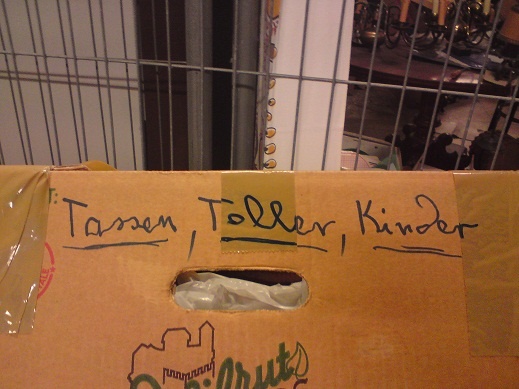 Tassen, Toller, Kinder